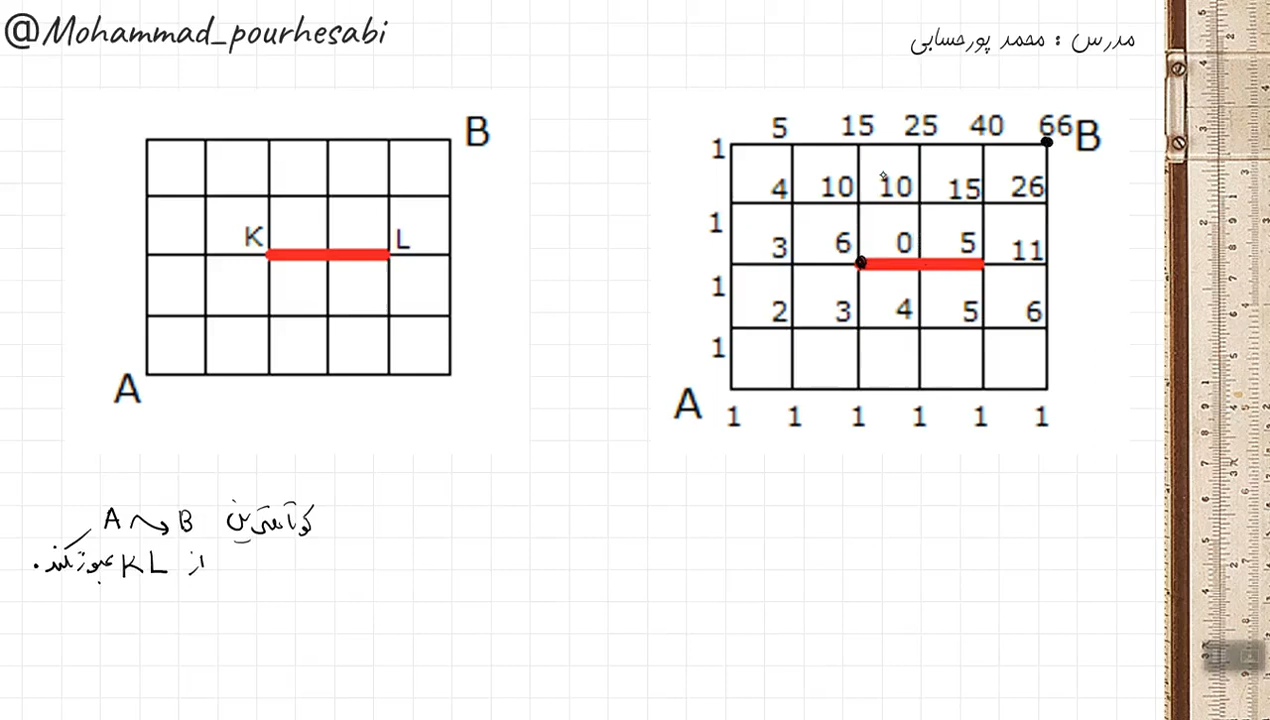 @Mohammad_pourhesabi
مدرس : محمد پورحسابی
B
K L
A
5 15 25 40 66 B
1
4 10 10 15 26
1
3 6 0 5 11
1
2 3 4 5 6
1
A 1 1 1 1 1 1
کوتاهترین A B
از KL عبور نکند.